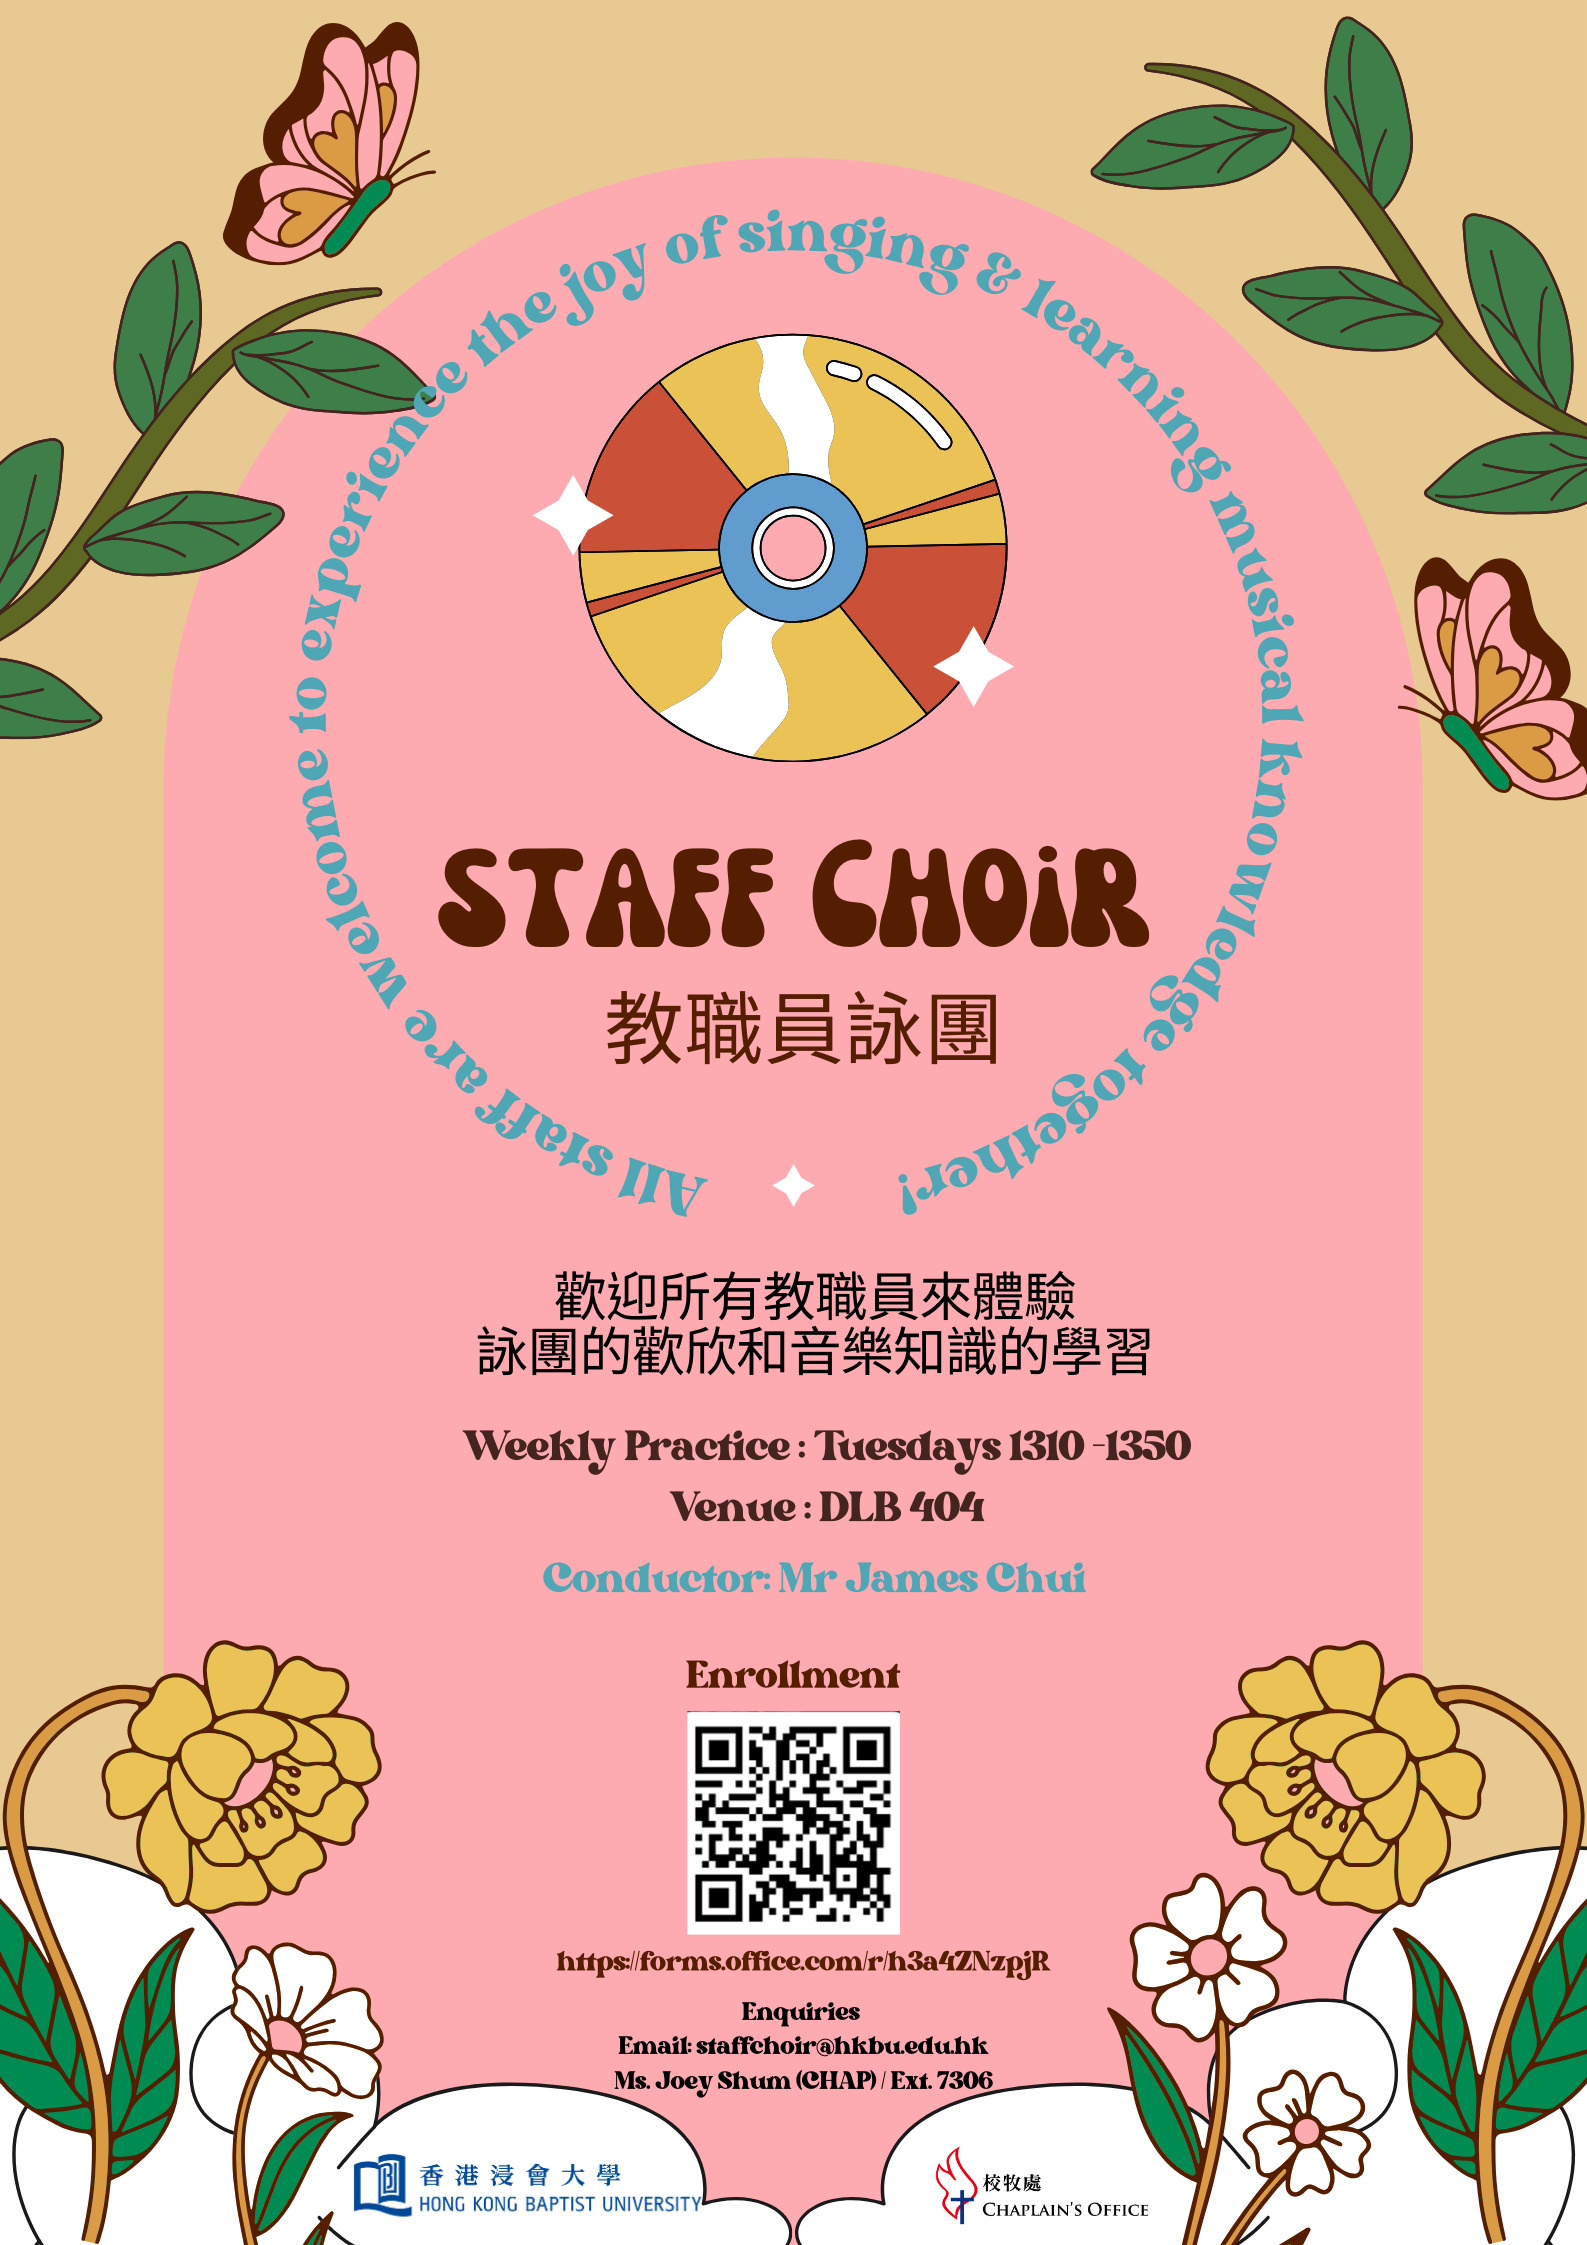 All staff are welcome to experience the joy of singing & learning musical knowledge together!
STAFF CHOiR
教職員詠團
歡迎所有教職員來體驗
詠團的歡欣和音樂知識的學習
Weekly Practice : Tuesdays 1310 -1350
Venue : DLB 404
Conductor: Mr James Chui
Enrollment
https://forms.office.com/r/h3a4ZNzpjR
Enquiries
Email: staffchoir@hkbu.edu.hk
Ms. Joey Shum (CHAP) / Ext. 7306
香港浸會大學
HONG KONG BAPTIST UNIVERSITY
校牧處
CHAPLAIN'S OFFICE